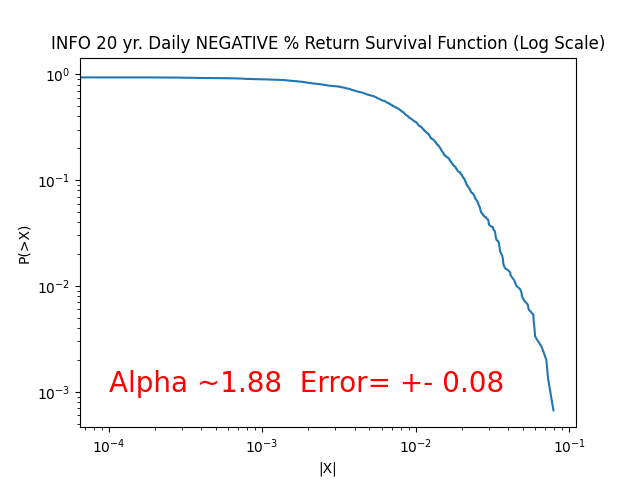 INFO 20 yr. Daily NEGATIVE % Return Survival Function (Log Scale)
10⁰
10⁻¹
10⁻²
10⁻³
P(>X)
Alpha ~1.88 Error= +- 0.08
10⁻⁴ 10⁻³ 10⁻² 10⁻¹
|X|